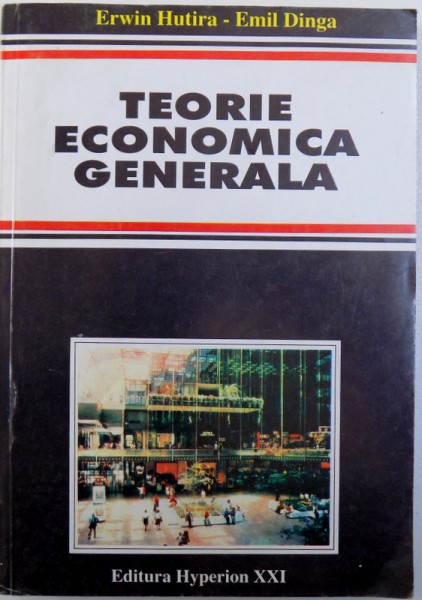 Erwin Hutira - Emil Dinga
TEORIE
ECONOMICA
GENERALA
Editura Hyperion XXI